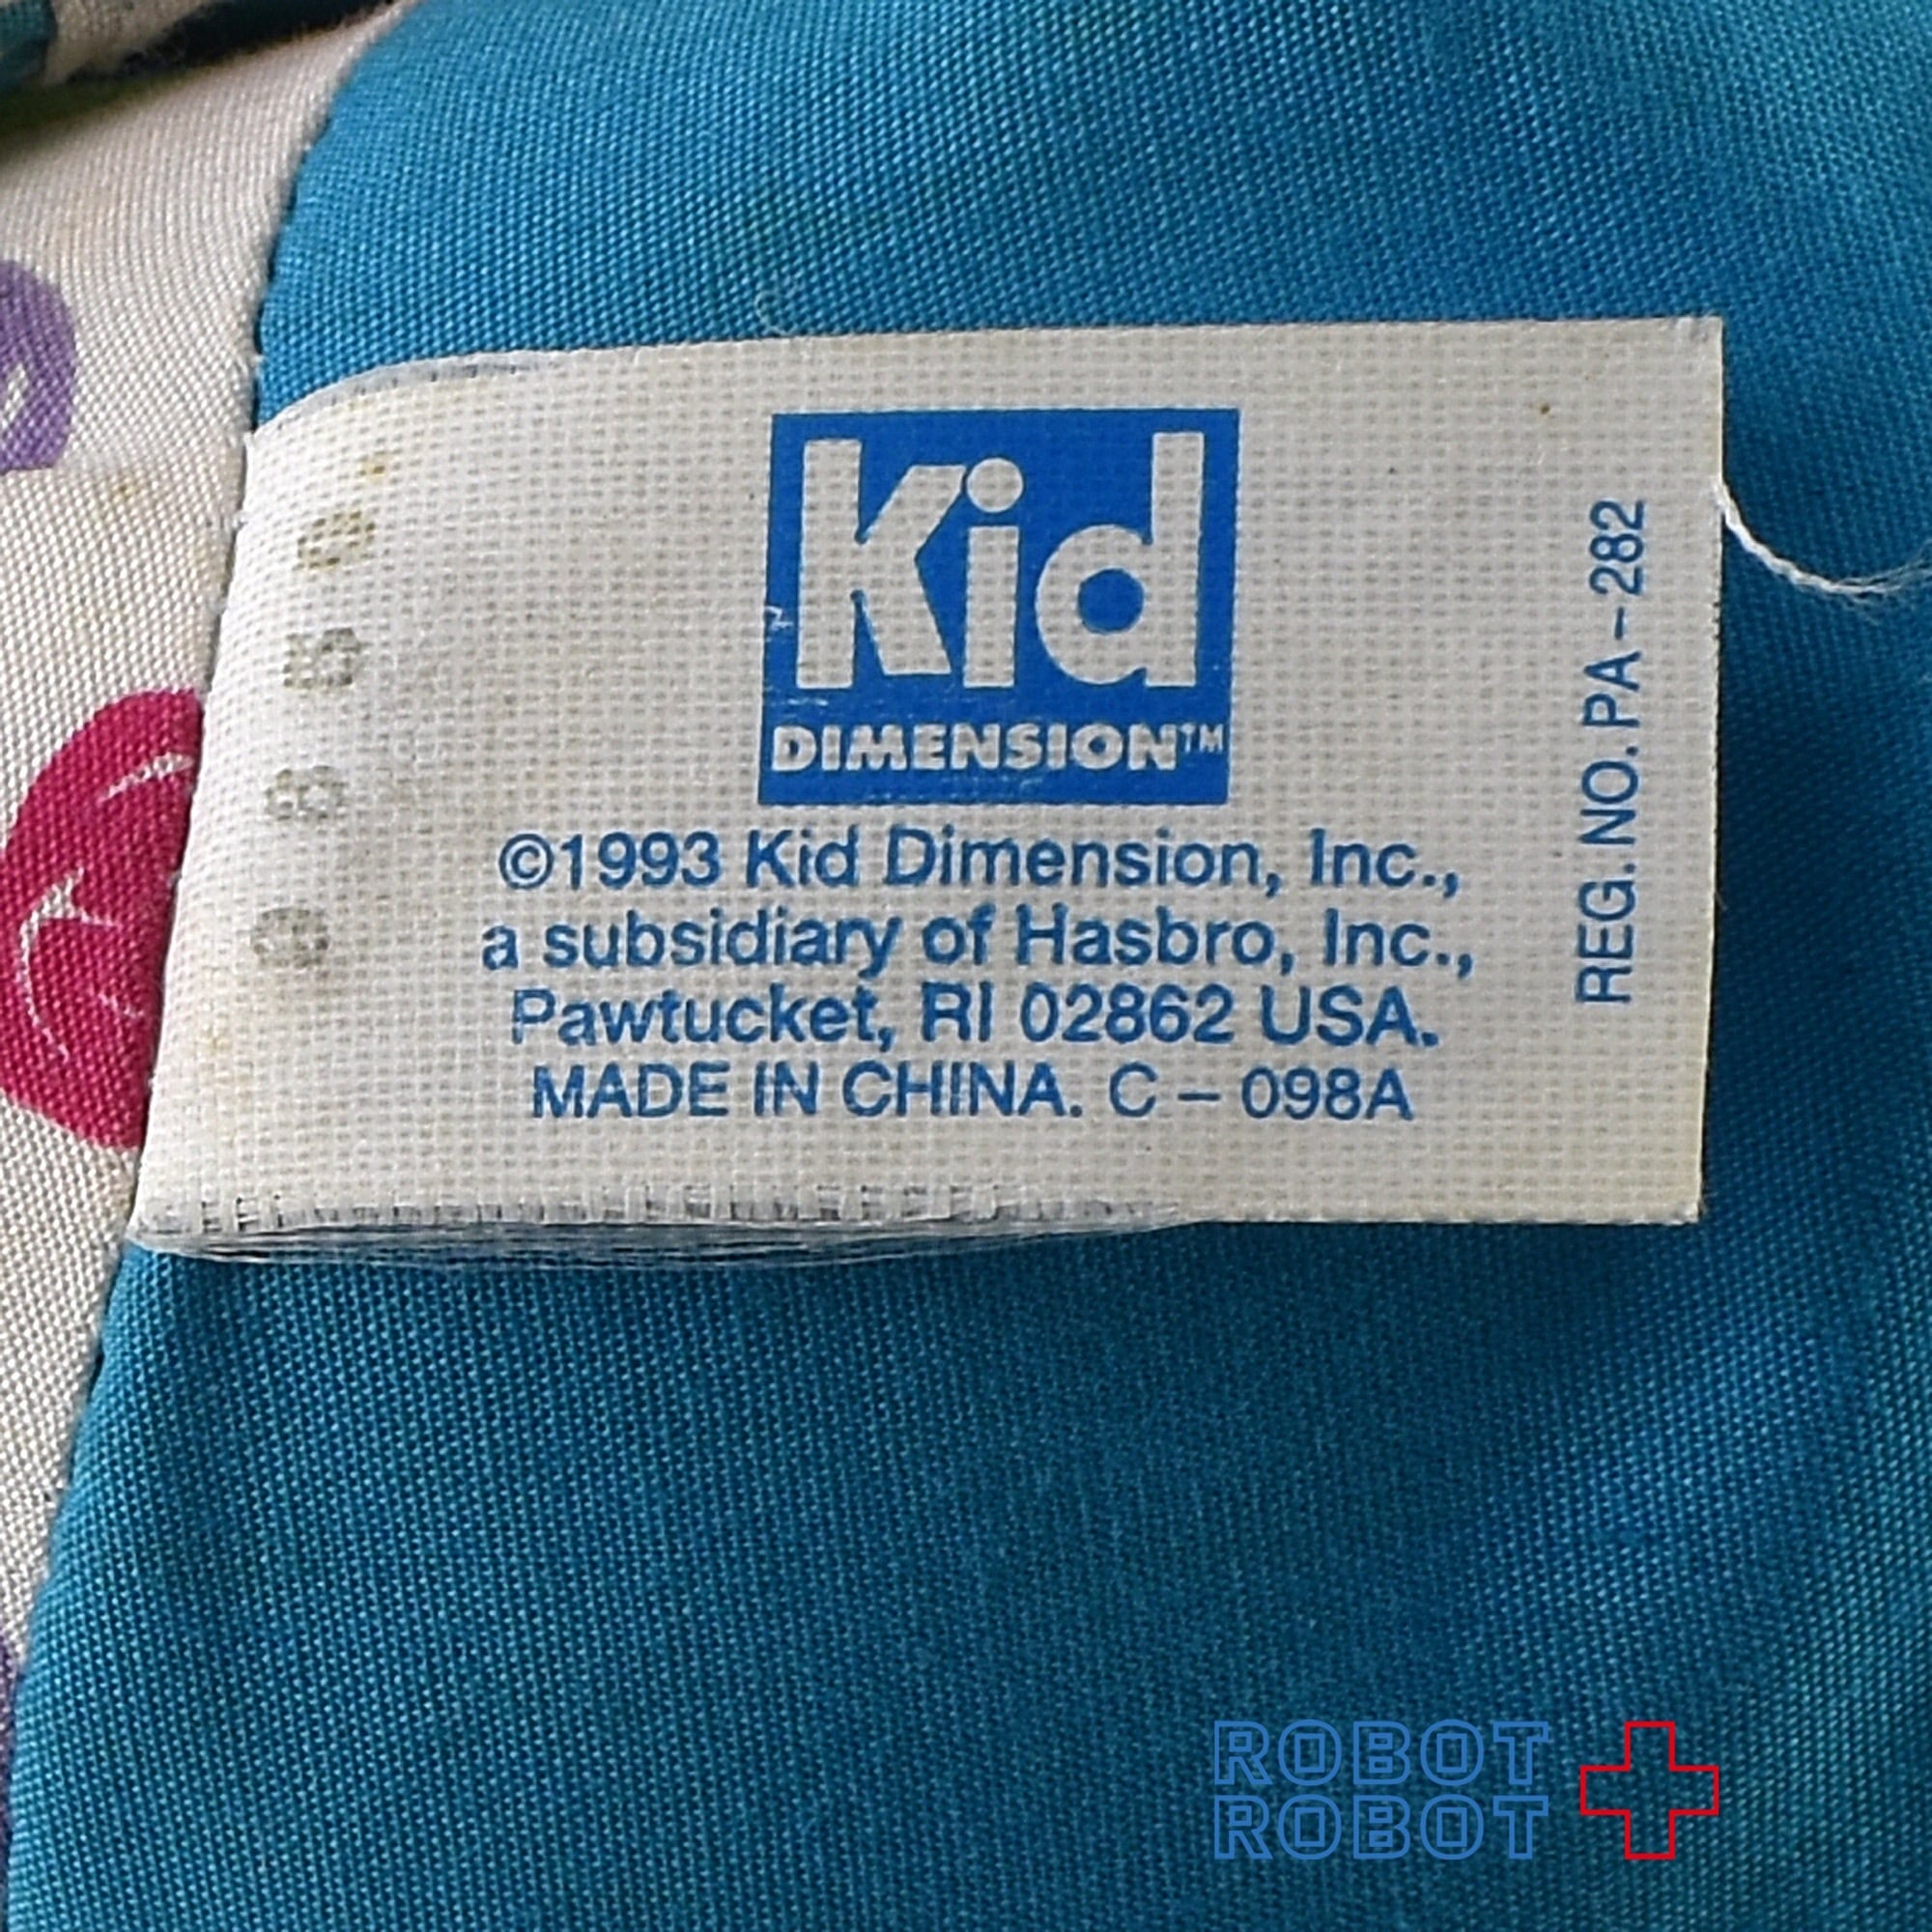 Kid
DIMENSION™
©1993 Kid Dimension, Inc.,
a subsidiary of Hasbro, Inc.,
Pawtucket, RI 02862 USA.
MADE IN CHINA. C – 098A
REG. NO. PA – 282
ROBOT
ROBOT